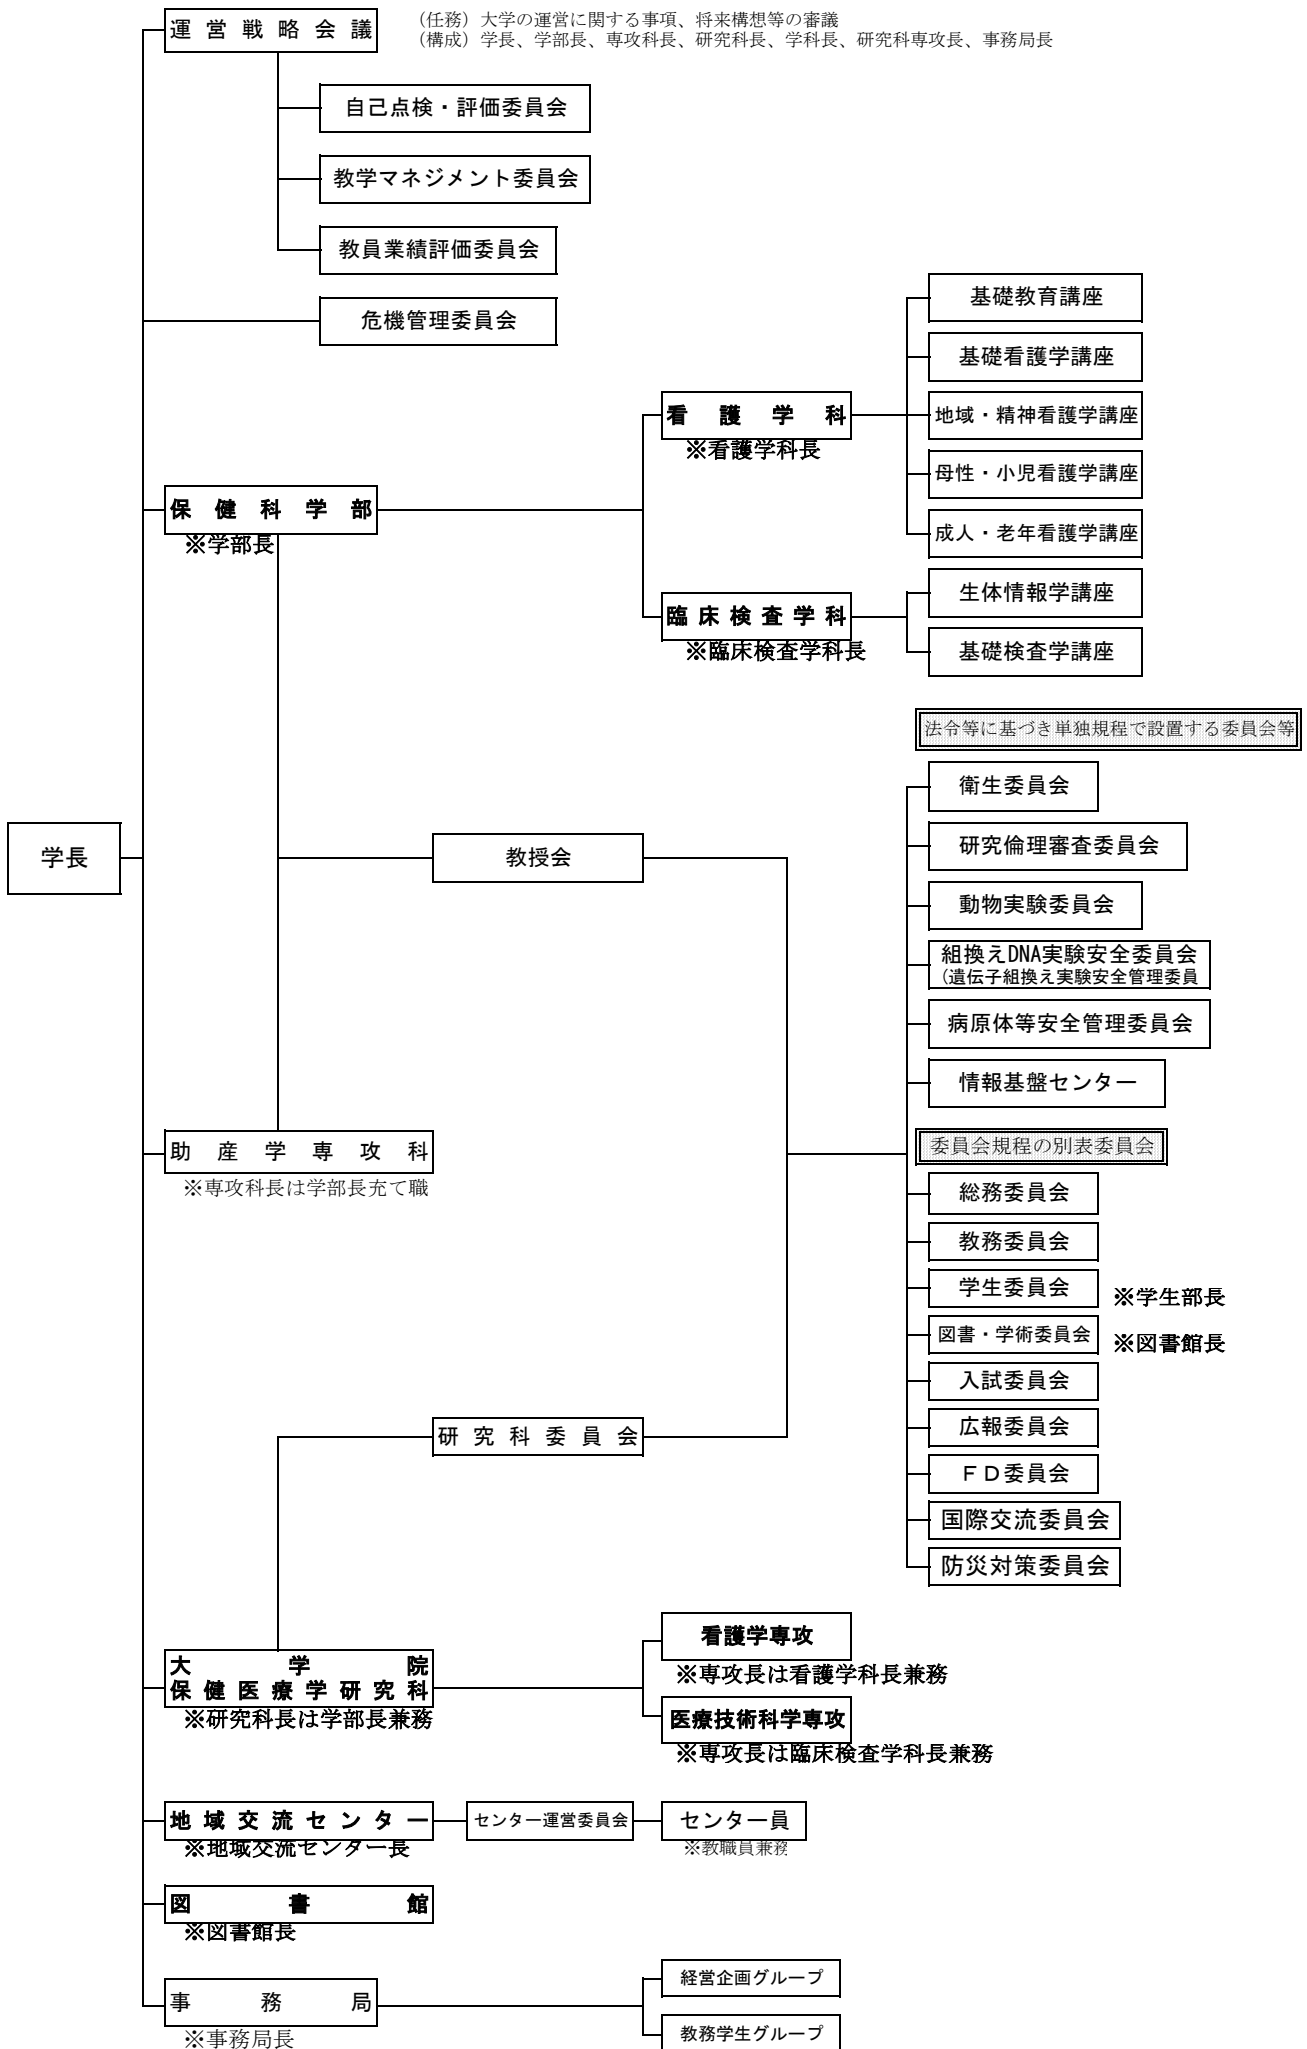 運営戦略会議
（任務）大学の運営に関する事項、将来構想等の審議
（構成）学長、学部長、専攻科長、研究科長、学科長、研究科専攻長、事務局長
自己点検・評価委員会
教学マネジメント委員会
教員業績評価委員会
危機管理委員会
基礎教育講座
基礎看護学講座
看護学科
※看護学科長
地域・精神看護学講座
母性・小児看護学講座
保健科学部
※学部長
成人・老年看護学講座
生体情報学講座
臨床検査学科
※臨床検査学科長
基礎検査学講座
法令等に基づき単独規程で設置する委員会等
衛生委員会
学長
教授会
研究倫理審査委員会
動物実験委員会
組換えDNA実験安全委員会
(遺伝子組換え実験安全管理委員
病原体等安全管理委員会
情報基盤センター
助産学専攻科
※専攻科長は学部長充て職
委員会規程の別表委員会
総務委員会
教務委員会
学生委員会
※学生部長
図書・学術委員会
※図書館長
入試委員会
研究科委員会
広報委員会
ＦＤ委員会
国際交流委員会
防災対策委員会
大学院
保健医療学研究科
※研究科長は学部長兼務
看護学専攻
※専攻長は看護学科長兼務
医療技術科学専攻
※専攻長は臨床検査学科長兼務
地域交流センター
※地域交流センター長
センター運営委員会
センター員
※教職員兼務
図書館
※図書館長
事務局
※事務局長
経営企画グループ
教務学生グループ